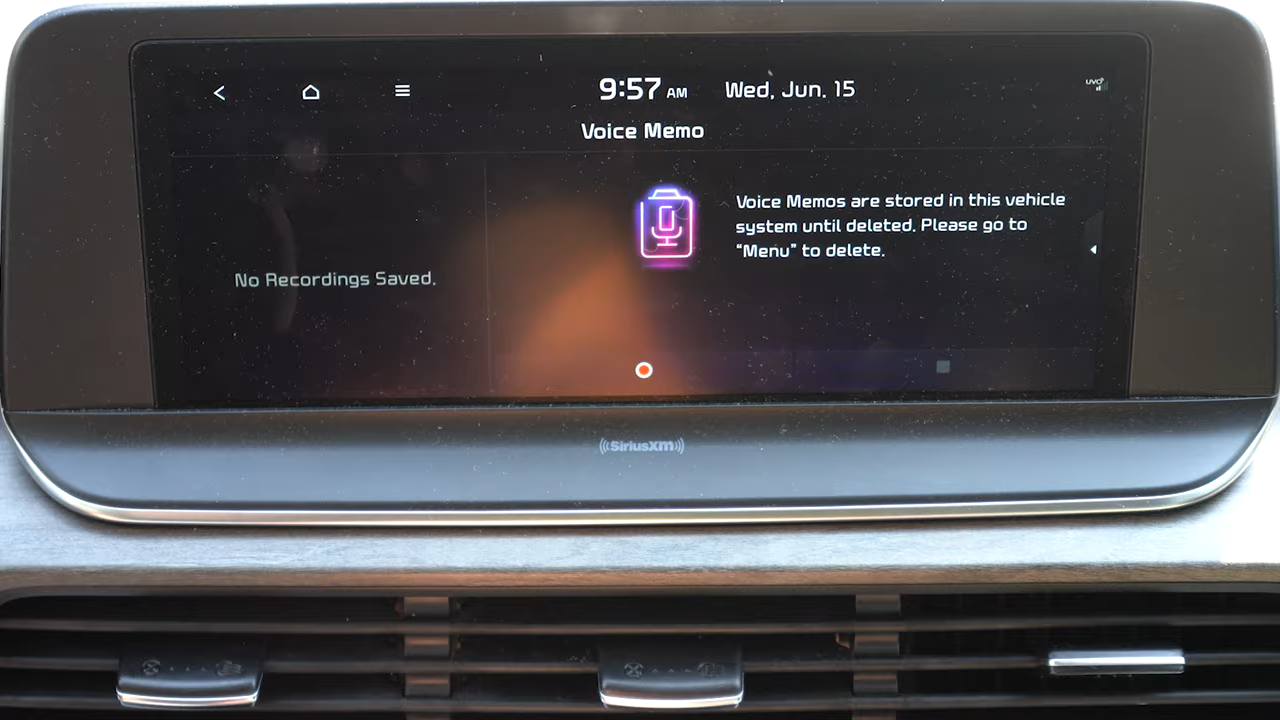 9:57 AM Wed, Jun. 15
UVO
Voice Memo
Voice Memos are stored in this vehicle
system until deleted. Please go to
“Menu” to delete.
No Recordings Saved.
((SiriusXM))